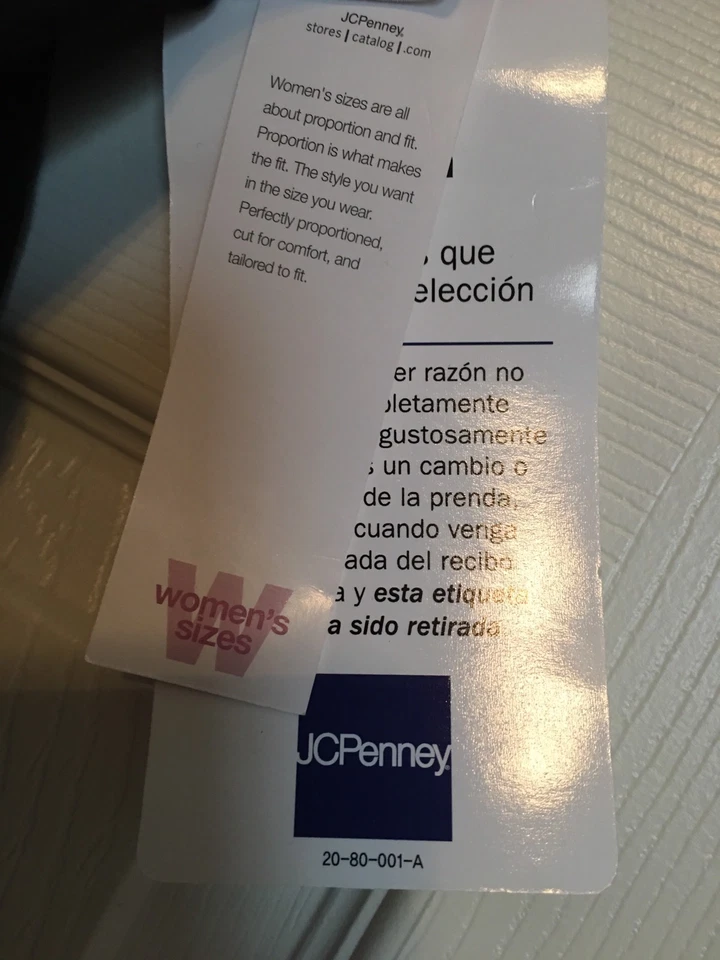 JCPenney
stores | catalog | .com
Women's sizes are all
about proportion and fit.
Proportion is what makes
the fit. The style you want
in the size you wear.
Perfectly proportioned,
cut for comfort, and
tailored to fit.
women's
sizes
W
que
elección
er razón no
pletamente
gustosamente
s un cambio o
de la prenda,
cuando venga
ada del recibo
a y esta etiqueta
a sido retirada
JCPenney
20-80-001-A